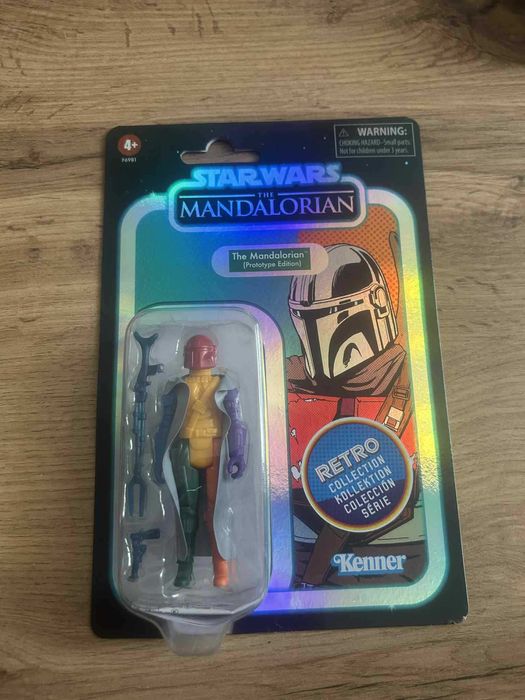 4+
F6981
WARNING:
CHOKING HAZARD–Small parts.
Not for children under 3 years.
STAR WARS
THE
MANDALORIAN
The Mandalorian
(Prototype Edition)
RETRO
COLLECTION
KOLLEKTION
COLECCIÓN
SÉRIE
Kenner